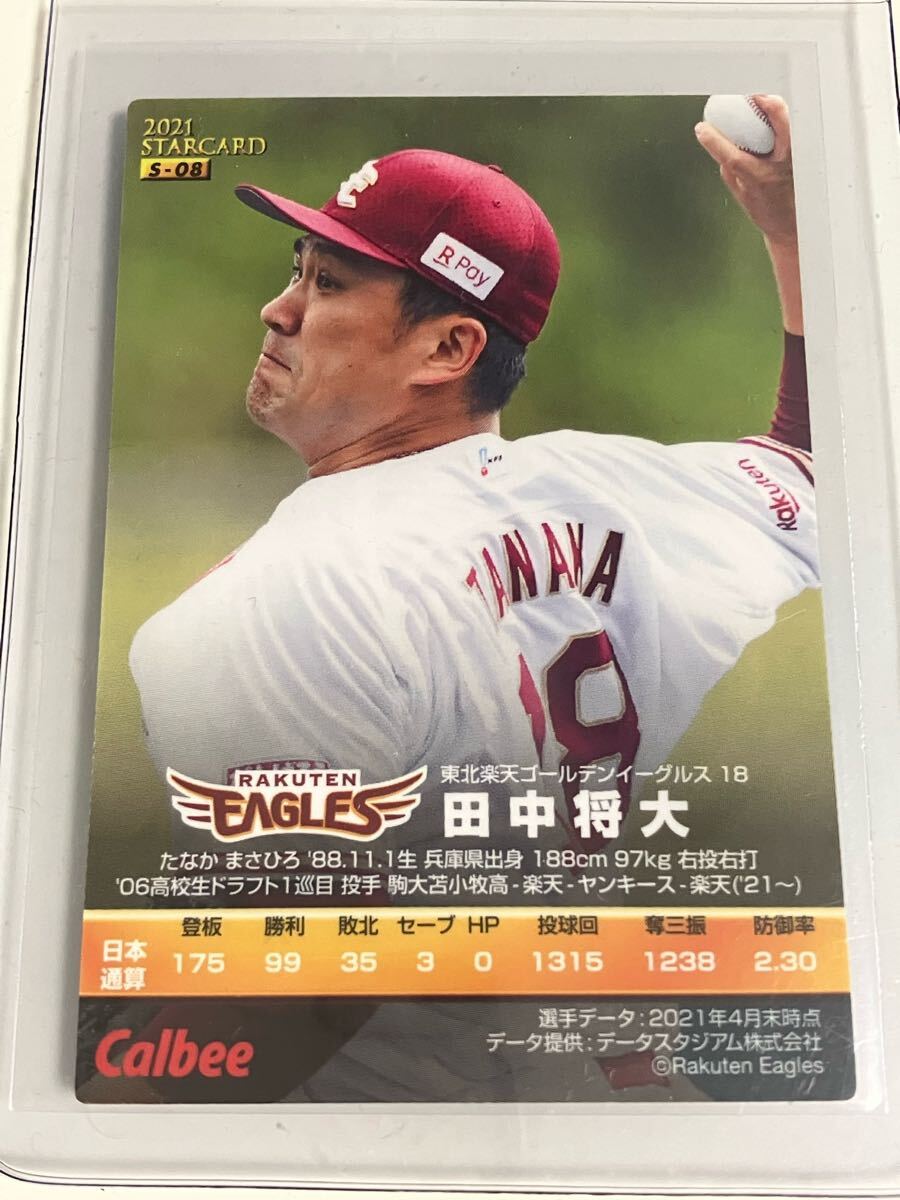 2021
STARCARD
S-08
E
R Pay
Rakuten
TANAKA
18
RAKUTEN
EAGLES
東北楽天ゴールデンイーグルス 18
田中将大
たなか まさひろ '88.11.1生 兵庫県出身 188cm 97kg 右投右打
'06高校生ドラフト1巡目 投手 駒大苫小牧高-楽天-ヤンキース-楽天('21~)
登板 勝利 敗北 セーブ HP 投球回 奪三振 防御率
日本通算 175 99 35 3 0 1315 1238 2.30
選手データ:2021年4月末時点
データ提供:データスタジアム株式会社
©Rakuten Eagles
Calbee